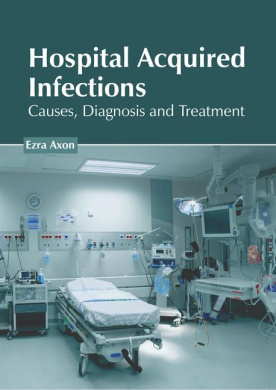 Hospital Acquired
Infections
Causes, Diagnosis and Treatment
Ezra Axon